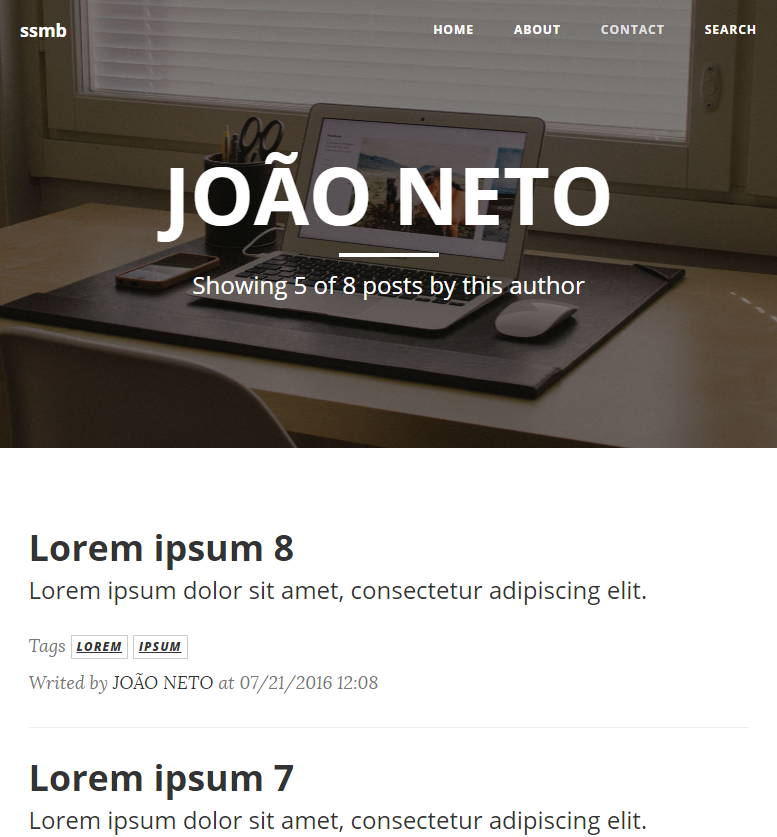 ssmb
HOME ABOUT CONTACT SEARCH
JOÃO NETO
Showing 5 of 8 posts by this author
Lorem ipsum 8
Lorem ipsum dolor sit amet, consectetur adipiscing elit.
Tags LOREM IPSUM
Writed by JOÃO NETO at 07/21/2016 12:08
Lorem ipsum 7
Lorem ipsum dolor sit amet, consectetur adipiscing elit.